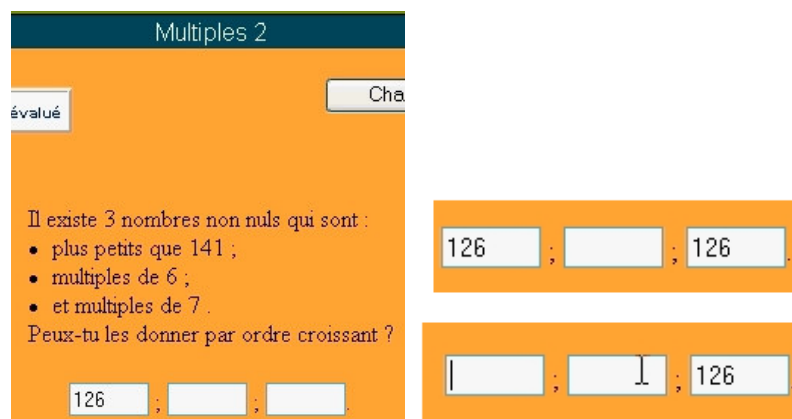 Multiples 2
évalué
Cha
Il existe 3 nombres non nuls qui sont :
• plus petits que 141 ;
• multiples de 6 ;
• et multiples de 7 .
Peux-tu les donner par ordre croissant ?
126 ; ; .
126 ; ; 126 .
; ; 126